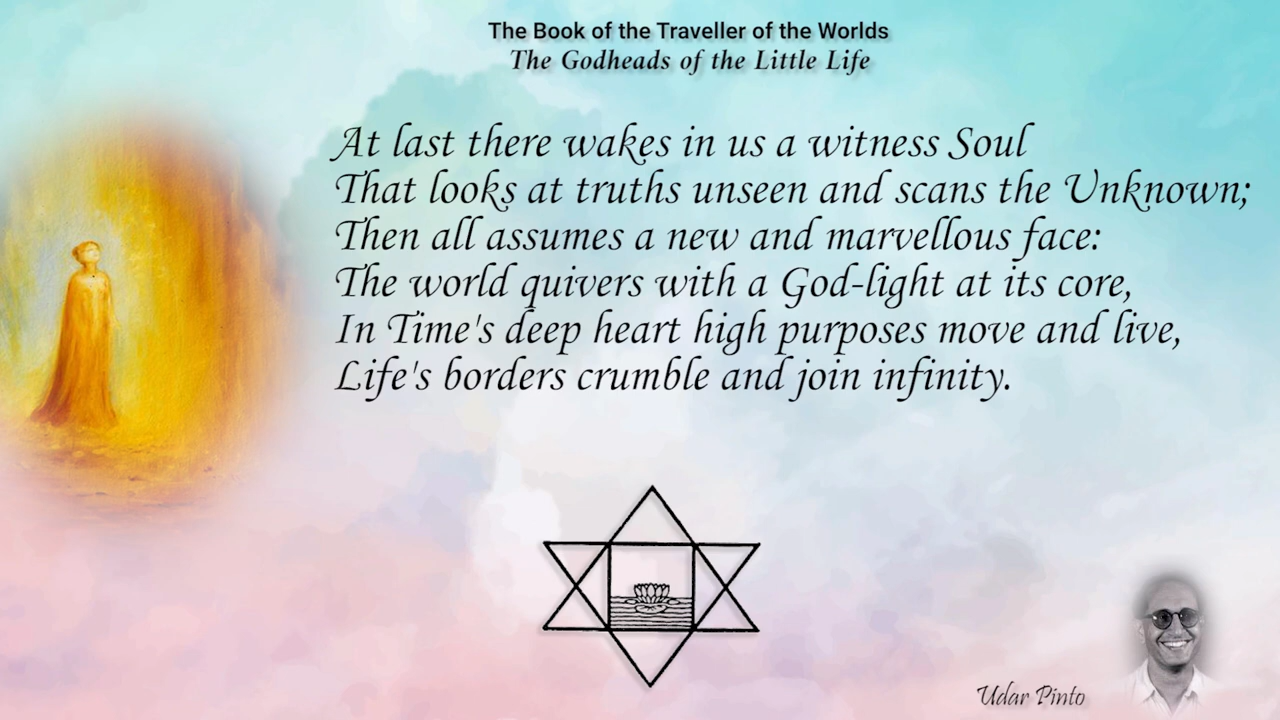 The Book of the Traveller of the Worlds
The Godheads of the Little Life
At last there wakes in us a witness Soul
That looks at truths unseen and scans the Unknown;
Then all assumes a new and marvellous face:
The world quivers with a God-light at its core,
In Time's deep heart high purposes move and live,
Life's borders crumble and join infinity.
Udar Pinto